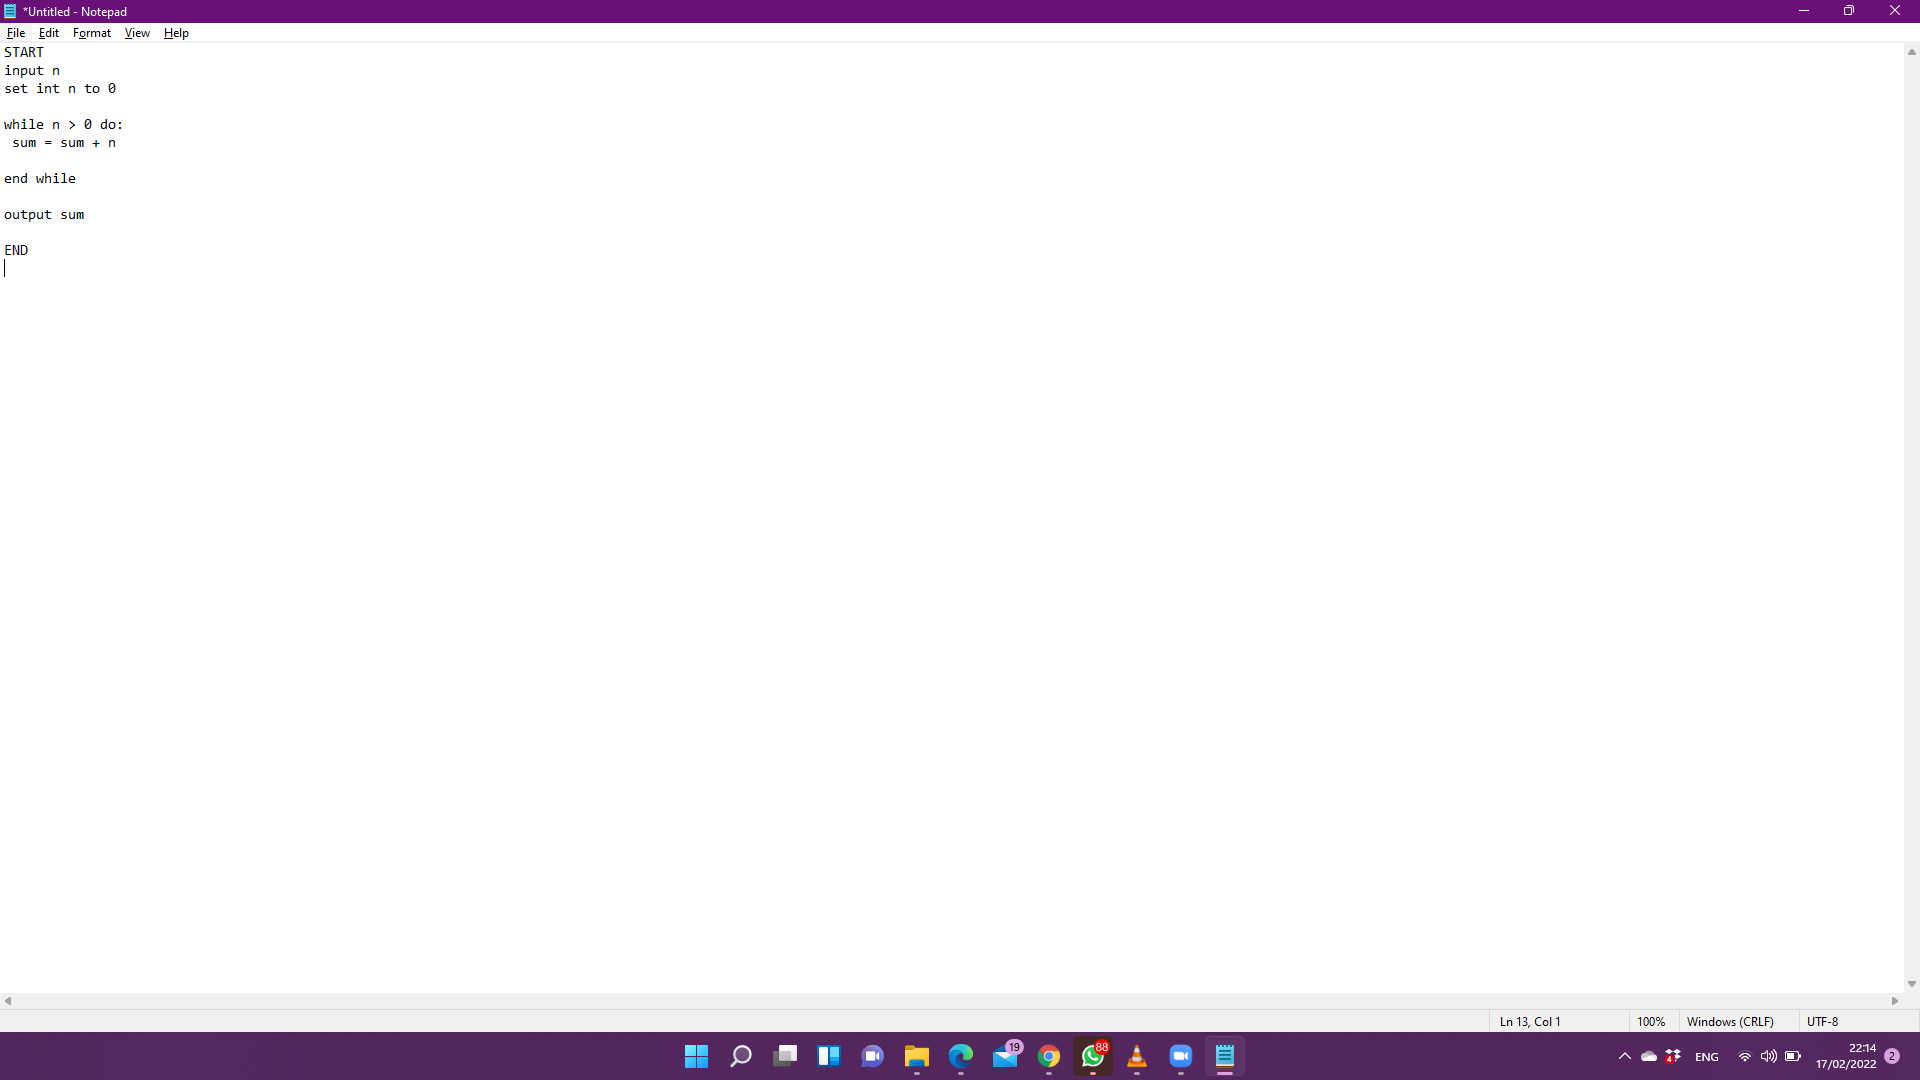 *Untitled - Notepad
File Edit Format View Help
START
input n
set int n to 0
while n > 0 do:
sum = sum + n
end while
output sum
END
Ln 13, Col 1 100% Windows (CRLF) UTF-8
19
88
4
ENG
22:14
17/02/2022
2